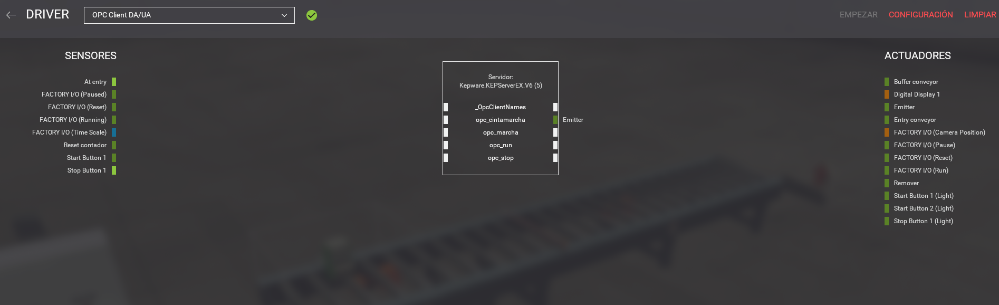 DRIVER
OPC Client DA/UA
EMPEZAR
CONFIGURACIÓN
LIMPIAR
SENSORES
At entry
FACTORY I/O (Paused)
FACTORY I/O (Reset)
FACTORY I/O (Running)
FACTORY I/O (Time Scale)
Reset contador
Start Button 1
Stop Button 1
Servidor:
Kepware.KEPServerEX.V6 (5)
_OpcClientNames
opc_cintamarcha
Emitter
opc_marcha
opc_run
opc_stop
ACTUADORES
Buffer conveyor
Digital Display 1
Emitter
Entry conveyor
FACTORY I/O (Camera Position)
FACTORY I/O (Pause)
FACTORY I/O (Reset)
FACTORY I/O (Run)
Remover
Start Button 1 (Light)
Start Button 2 (Light)
Stop Button 1 (Light)